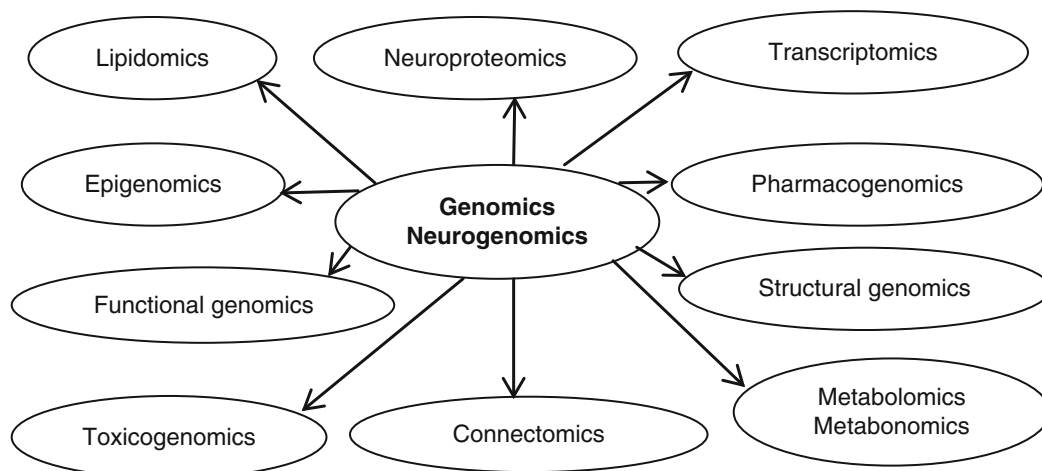 Lipidomics
Neuroproteomics
Transcriptomics
Epigenomics
Genomics
Neurogenomics
Pharmacogenomics
Functional genomics
Structural genomics
Toxicogenomics
Connectomics
Metabolomics
Metabonomics